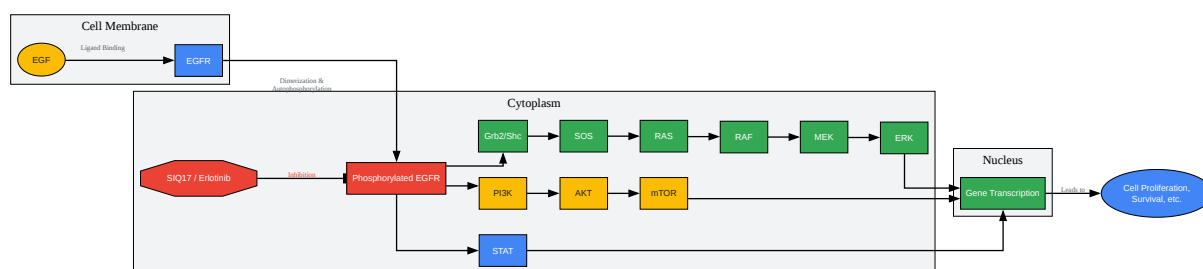 Cell Membrane
EGF
Ligand Binding
EGFR
Dimerization &
Autophosphorylation
Cytoplasm
Grb2/Shc
SOS
RAS
RAF
MEK
ERK
SIQ17 / Erlotinib
Inhibition
Phosphorylated EGFR
PI3K
AKT
mTOR
STAT
Nucleus
Gene Transcription
Leads to
Cell Proliferation,
Survival, etc.